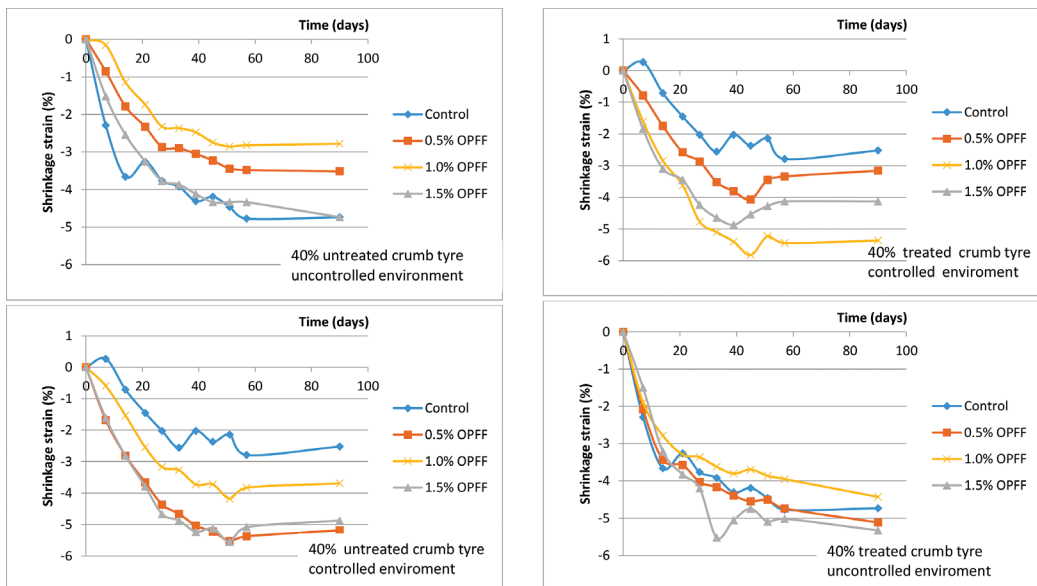 Time (days)
0
0 20 40 60 80 100
-1
-2
-3
-4
-5
-6
Shrinkage strain (%)
Control
0.5% OPFF
1.0% OPFF
1.5% OPFF
40% untreated crumb tyre
uncontrolled environment
Time (days)
1
0
0 20 40 60 80 100
-1
-2
-3
-4
-5
-6
Shrinkage strain (%)
Control
0.5% OPFF
1.0% OPFF
1.5% OPFF
40% treated crumb tyre
controlled enviroment
Time (days)
1
0
0 20 40 60 80 100
-1
-2
-3
-4
-5
-6
Shrinkage strain (%)
Control
0.5% OPFF
1.0% OPFF
1.5% OPFF
40% untreated crumb tyre
controlled enviroment
Time (days)
0
0 20 40 60 80 100
-1
-2
-3
-4
-5
-6
Shrinkage strain (%)
Control
0.5% OPFF
1.0% OPFF
1.5% OPFF
40% treated crumb tyre
uncontrolled enviroment